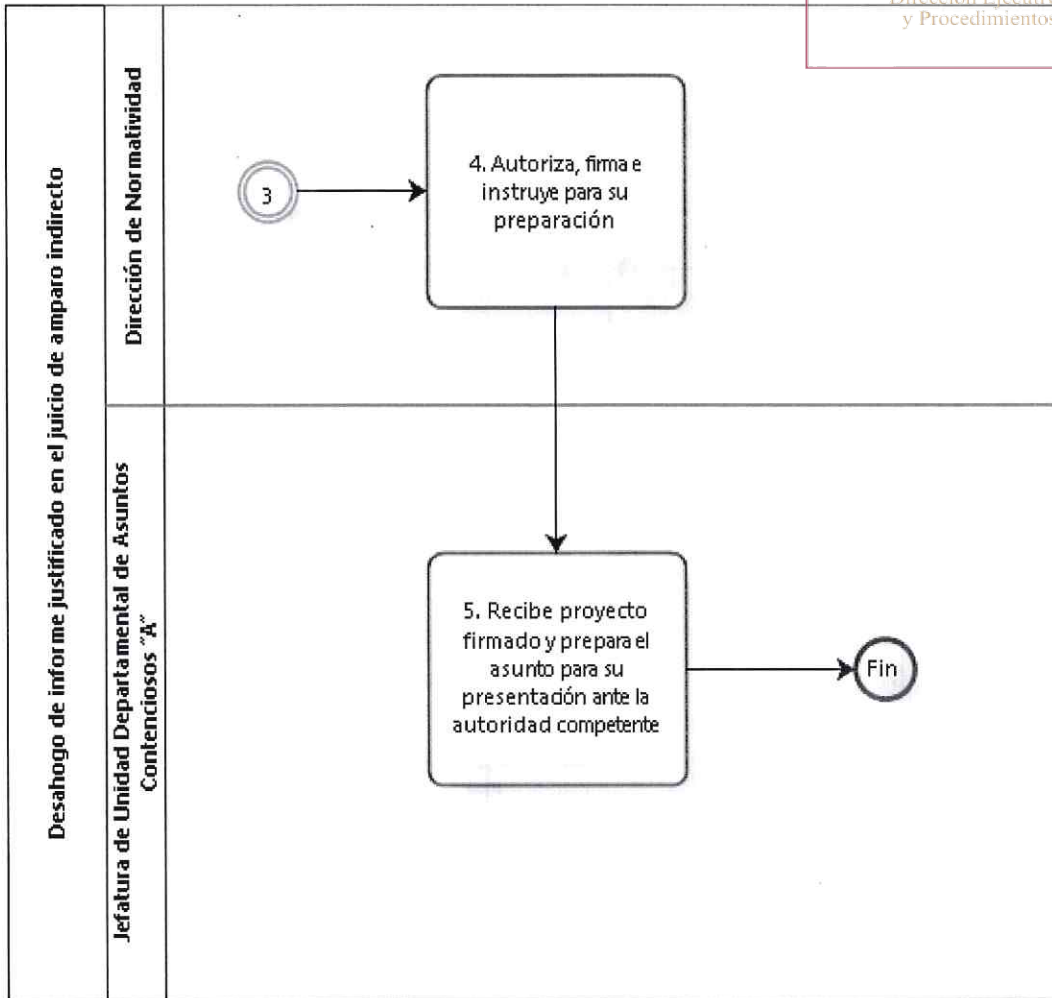 y Procedimientos
Desahogo de informe justificado en el juicio de amparo indirecto
Dirección de Normatividad
3
4. Autoriza, firma e
instruye para su
preparación
Jefatura de Unidad Departamental de Asuntos
Contenciosos "A"
5. Recibe proyecto
firmado y prepara el
asunto para su
presentación ante la
autoridad competente
Fin